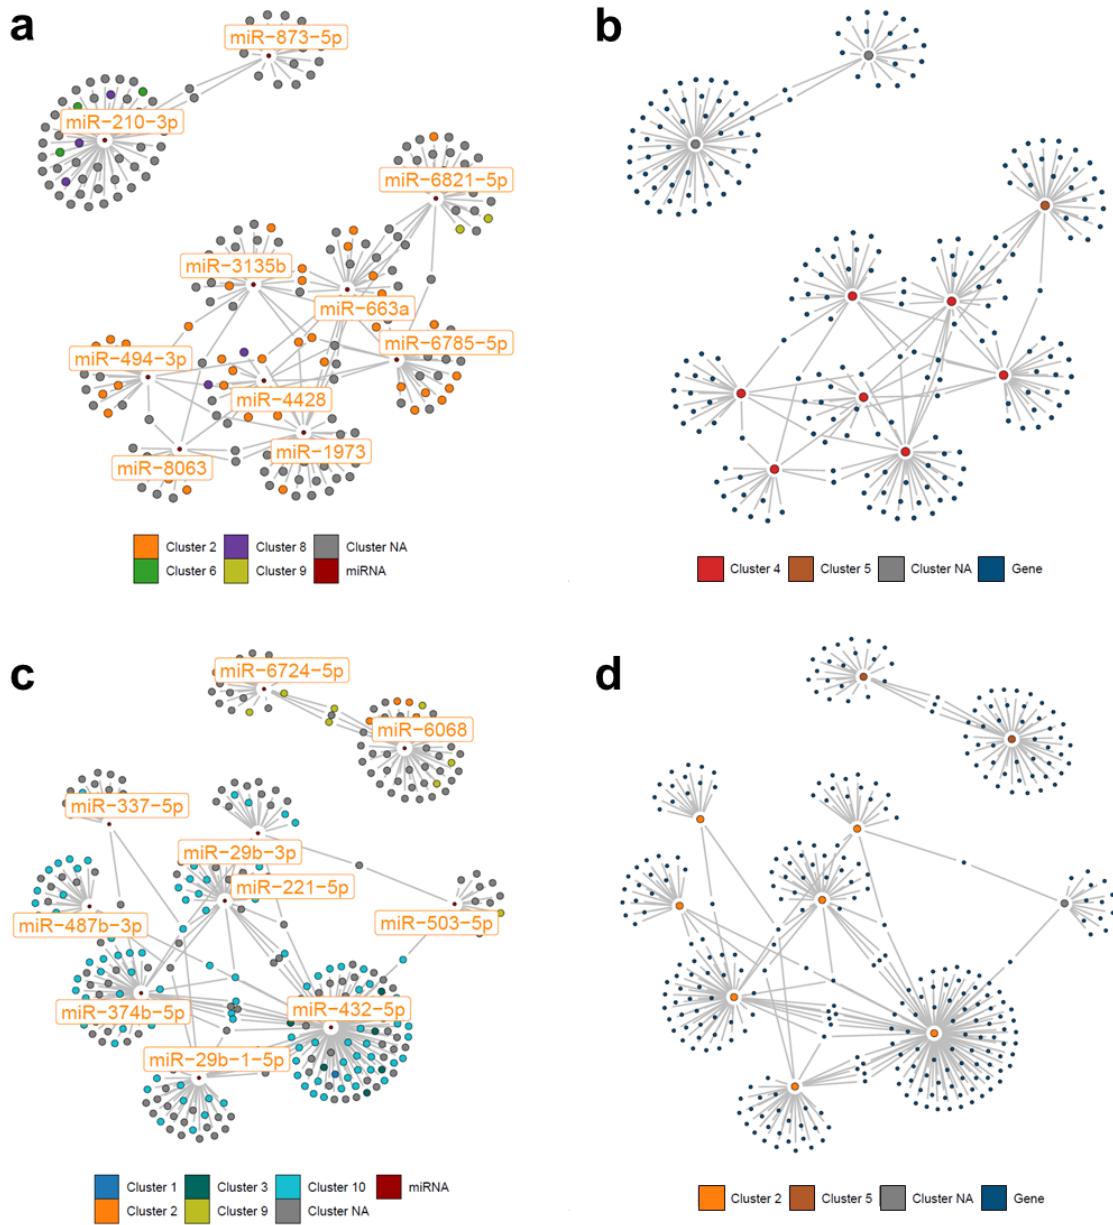 a
miR-873-5p
miR-210-3p
miR-6821-5p
miR-3135b
miR-663a
miR-494-3p
miR-6785-5p
miR-4428
miR-1973
miR-8063
Cluster 2 Cluster 8 Cluster NA
Cluster 6 Cluster 9 miRNA
b
Cluster 4 Cluster 5 Cluster NA Gene
c
miR-6724-5p
miR-6068
miR-337-5p
miR-29b-3p
miR-221-5p
miR-503-5p
miR-487b-3p
miR-374b-5p
miR-432-5p
miR-29b-1-5p
Cluster 1 Cluster 3 Cluster 10 miRNA
Cluster 2 Cluster 9 Cluster NA
d
Cluster 2 Cluster 5 Cluster NA Gene